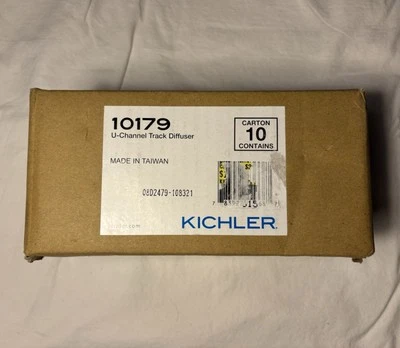 10179
U-Channel Track Diffuser
CARTON
10
CONTAINS
MADE IN TAIWAN
08D2479-108321
KICHLER.